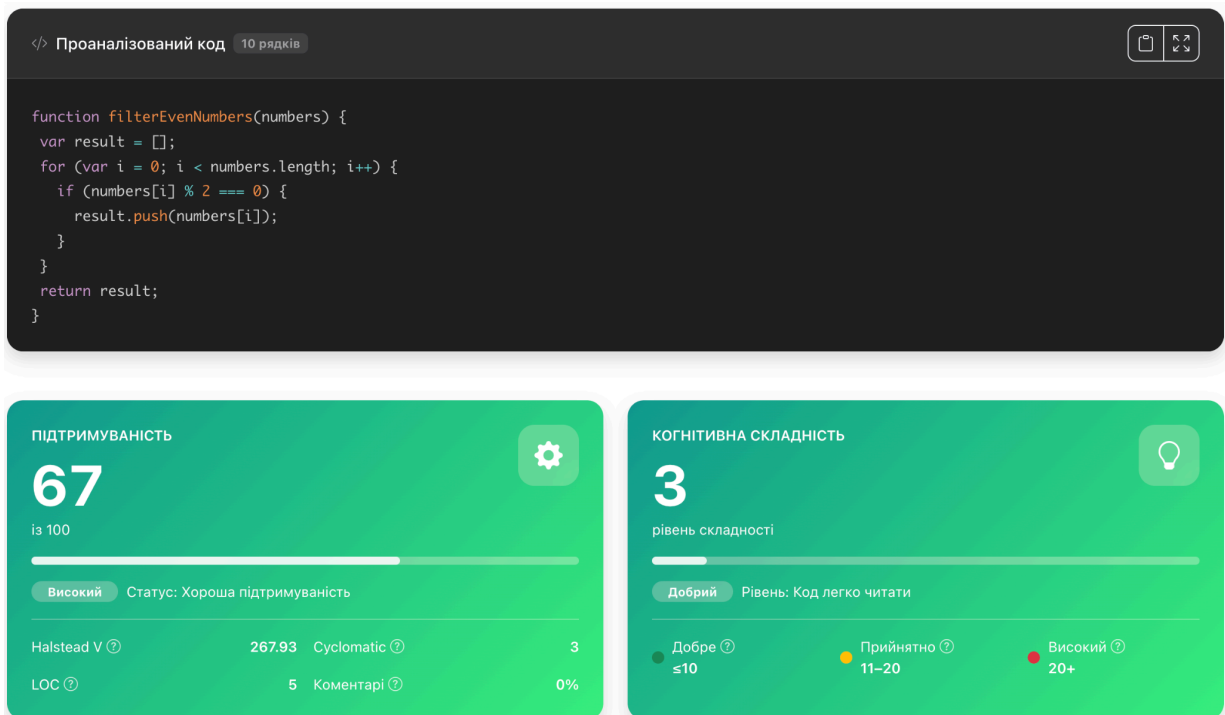 </> Проаналізований код 10 рядків
function filterEvenNumbers(numbers) {
 var result = [];
 for (var i = 0; i < numbers.length; i++) {
   if (numbers[i] % 2 === 0) {
     result.push(numbers[i]);
   }
 }
 return result;
}
ПІДТРИМУВАНІСТЬ
67
із 100
Високий Статус: Хороша підтримуваність
Halstead V ? 267.93 Cyclomatic ? 3
LOC ? 5 Коментарі ? 0%
КОГНІТИВНА СКЛАДНІСТЬ
3
рівень складності
Добрий Рівень: Код легко читати
Добре ? Прийнятно ? Високий ?
≤10 11–20 20+